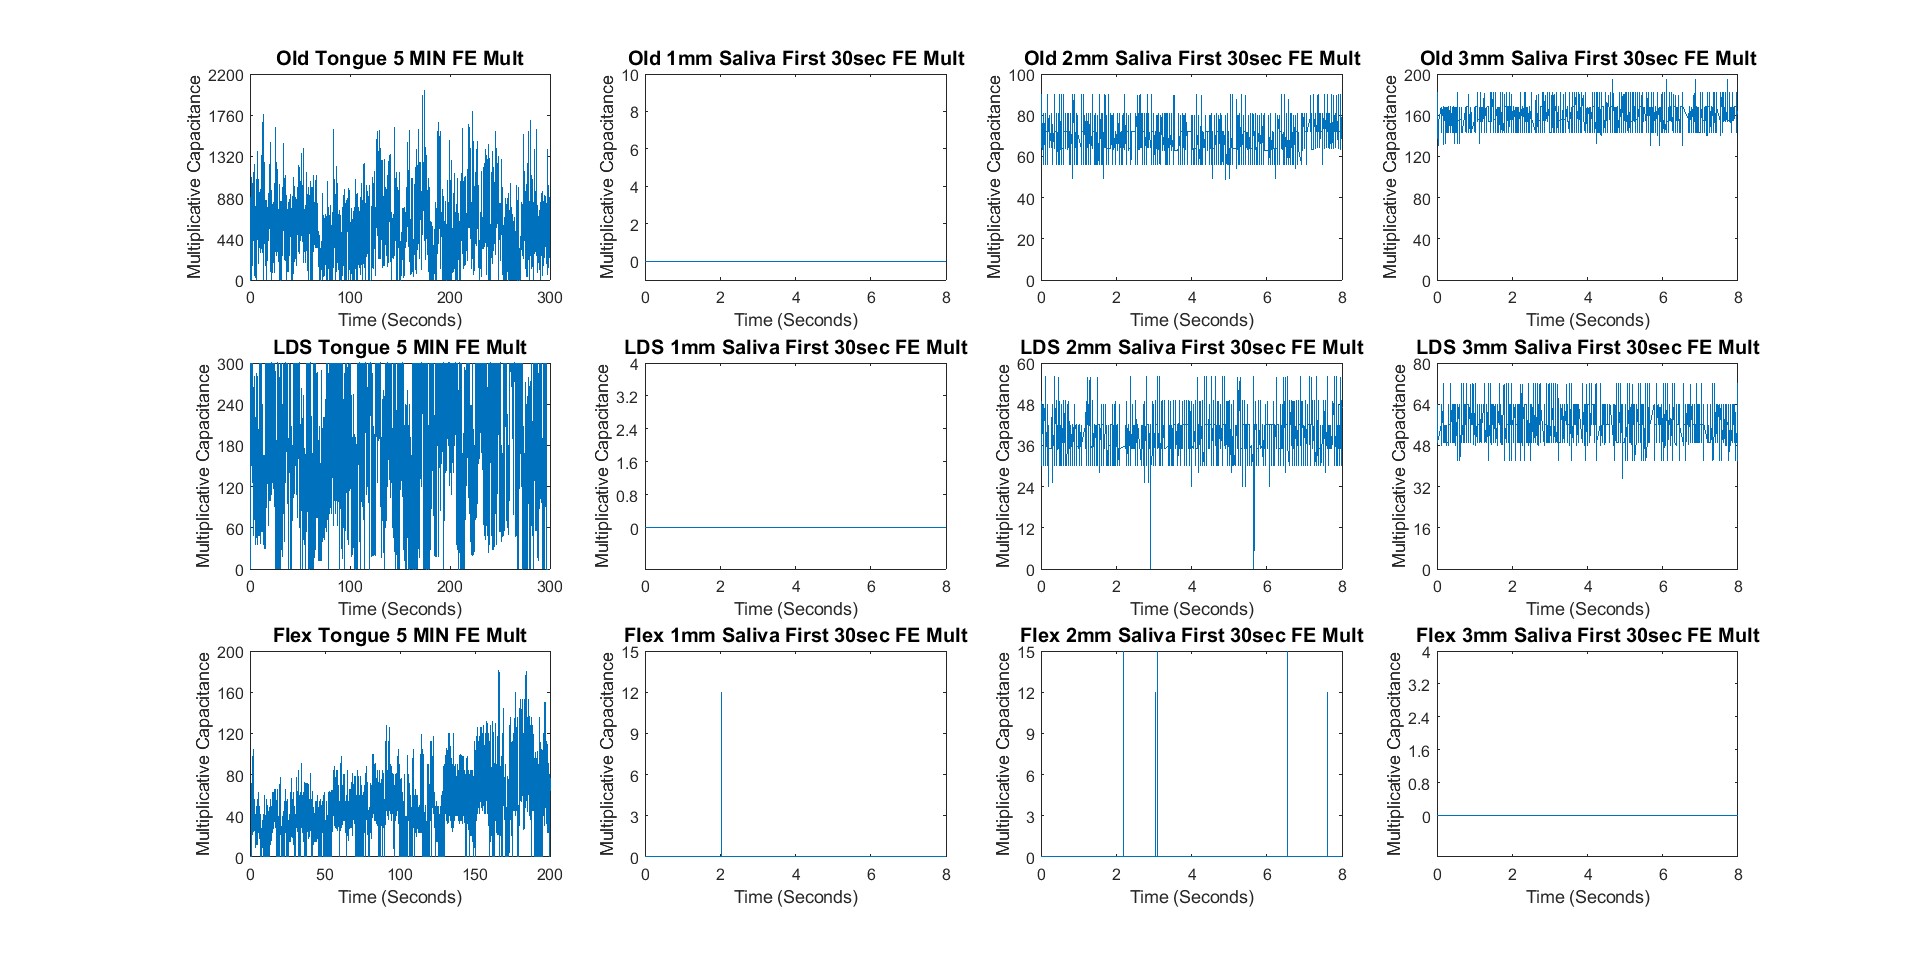 Old Tongue 5 MIN FE Mult
Multiplicative Capacitance
2200
1760
1320
880
440
0
0 100 200 300
Time (Seconds)
Old 1mm Saliva First 30sec FE Mult
Multiplicative Capacitance
10
8
6
4
2
0
0 2 4 6 8
Time (Seconds)
Old 2mm Saliva First 30sec FE Mult
Multiplicative Capacitance
100
80
60
40
20
0
0 2 4 6 8
Time (Seconds)
Old 3mm Saliva First 30sec FE Mult
Multiplicative Capacitance
200
160
120
80
40
0
0 2 4 6 8
Time (Seconds)
LDS Tongue 5 MIN FE Mult
Multiplicative Capacitance
300
240
180
120
60
0
0 100 200 300
Time (Seconds)
LDS 1mm Saliva First 30sec FE Mult
Multiplicative Capacitance
4
3.2
2.4
1.6
0.8
0
0 2 4 6 8
Time (Seconds)
LDS 2mm Saliva First 30sec FE Mult
Multiplicative Capacitance
60
48
36
24
12
0
0 2 4 6 8
Time (Seconds)
LDS 3mm Saliva First 30sec FE Mult
Multiplicative Capacitance
80
64
48
32
16
0
0 2 4 6 8
Time (Seconds)
Flex Tongue 5 MIN FE Mult
Multiplicative Capacitance
200
160
120
80
40
0
0 50 100 150 200
Time (Seconds)
Flex 1mm Saliva First 30sec FE Mult
Multiplicative Capacitance
15
12
9
6
3
0
0 2 4 6 8
Time (Seconds)
Flex 2mm Saliva First 30sec FE Mult
Multiplicative Capacitance
15
12
9
6
3
0
0 2 4 6 8
Time (Seconds)
Flex 3mm Saliva First 30sec FE Mult
Multiplicative Capacitance
4
3.2
2.4
1.6
0.8
0
0 2 4 6 8
Time (Seconds)